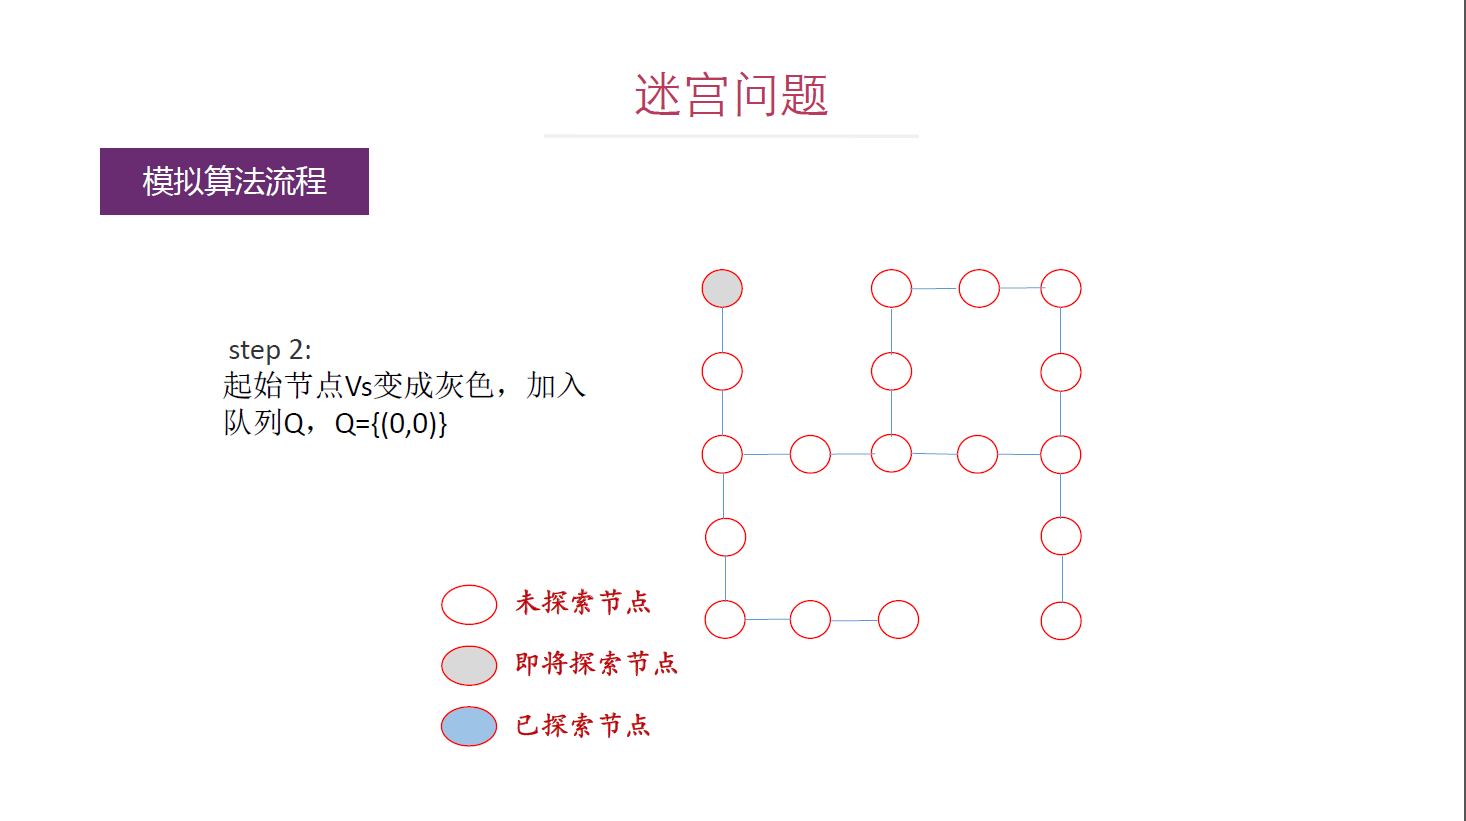 迷宫问题
模拟算法流程
step 2:
起始节点Vs变成灰色，加入
队列Q，Q={(0,0)}
未探索节点
即将探索节点
已探索节点